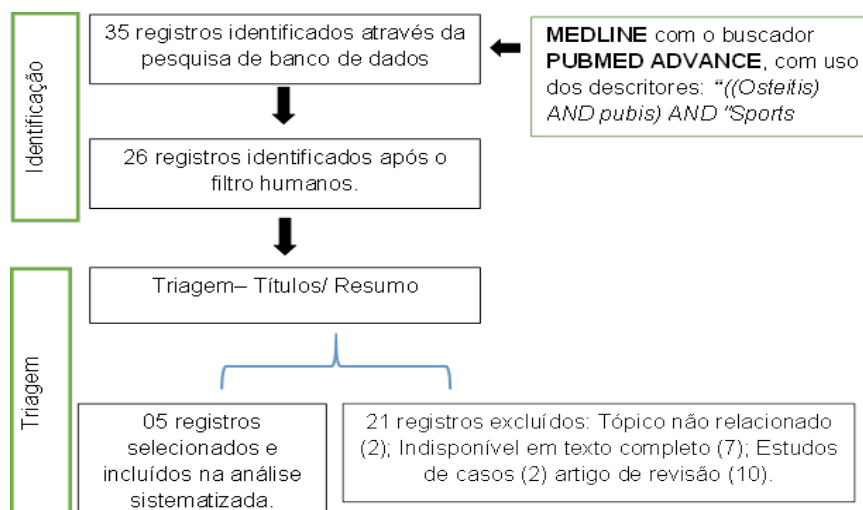 Identificação
35 registros identificados através da
pesquisa de banco de dados
MEDLINE com o buscador
PUBMED ADVANCE, com uso
dos descritores: "((Osteitis)
AND pubis) AND "Sports
26 registros identificados após o
filtro humanos.
Triagem
Triagem– Títulos/ Resumo
05 registros
selecionados e
incluídos na análise
sistematizada.
21 registros excluídos: Tópico não relacionado
(2); Indisponível em texto completo (7); Estudos
de casos (2) artigo de revisão (10).